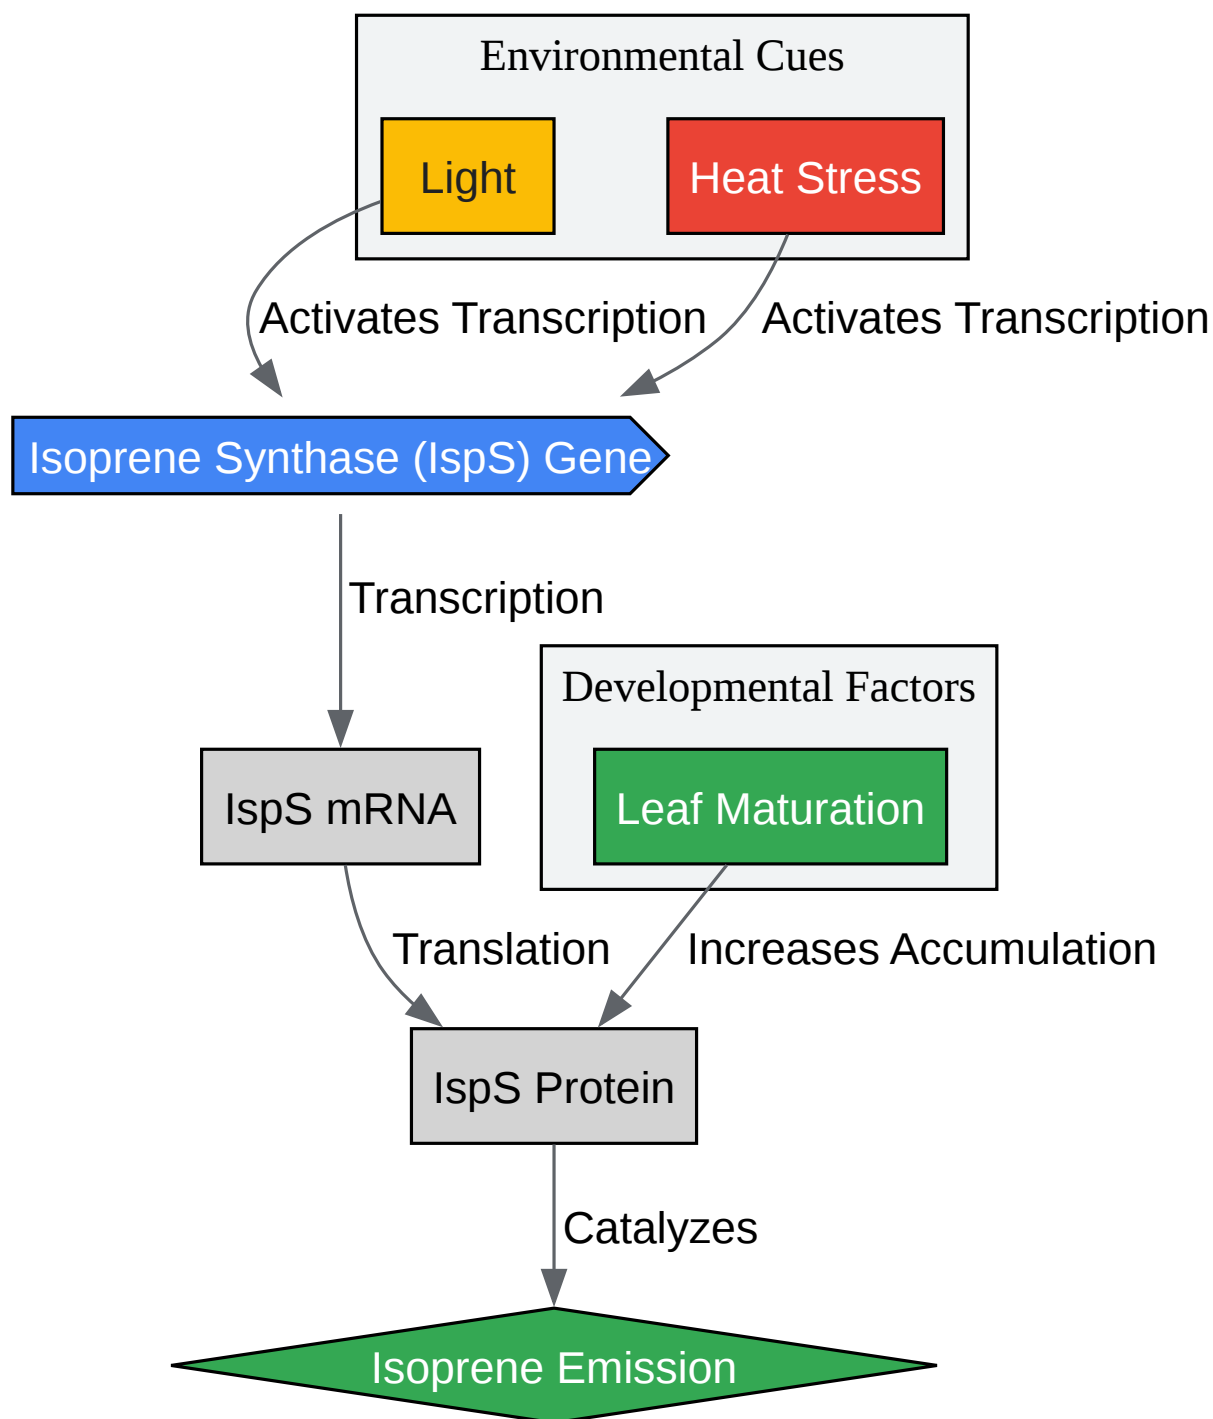 Environmental Cues
Light
Heat Stress
Activates Transcription
Activates Transcription
Isoprene Synthase (IspS) Gene
Transcription
Developmental Factors
IspS mRNA
Leaf Maturation
Translation
Increases Accumulation
IspS Protein
Catalyzes
Isoprene Emission